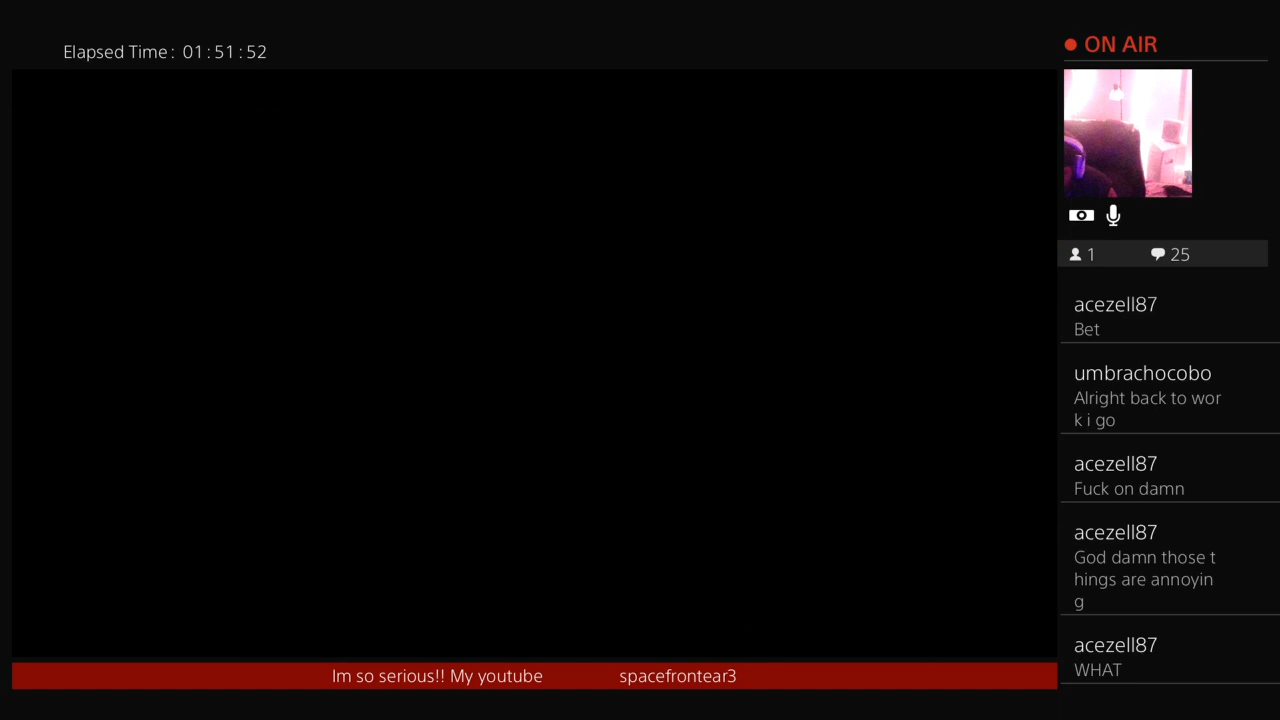 Elapsed Time: 01:51:52
ON AIR
1 25
acezell87
Bet
umbrachocobo
Alright back to wor
k i go
acezell87
Fuck on damn
acezell87
God damn those t
hings are annoyin
g
acezell87
WHAT
Im so serious!! My youtube spacefrontear3